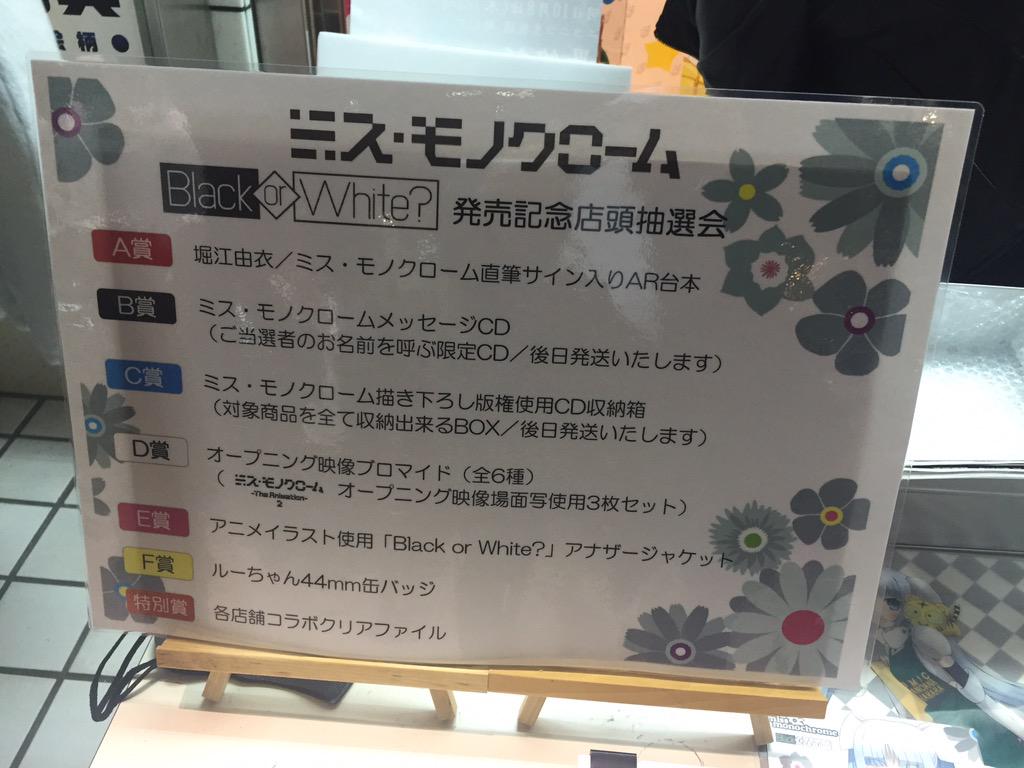 絵柄●
ミス・モノクローム
Black or White? 発売記念店頭抽選会
A賞 堀江由衣／ミス・モノクローム直筆サイン入りAR台本
B賞 ミス・モノクロームメッセージCD
（ご当選者のお名前を呼ぶ限定CD／後日発送いたします）
C賞 ミス・モノクローム描き下ろし版権使用CD収納箱
（対象商品を全て収納出来るBOX／後日発送いたします）
D賞 オープニング映像ブロマイド（全6種）
（ミス・モノクローム -The Animation- 2 オープニング映像場面写使用3枚セット）
E賞 アニメイラスト使用「Black or White?」アナザージャケット
F賞 ルーちゃん44mm缶バッジ
特別賞 各店舗コラボクリアファイル
miss monochrome